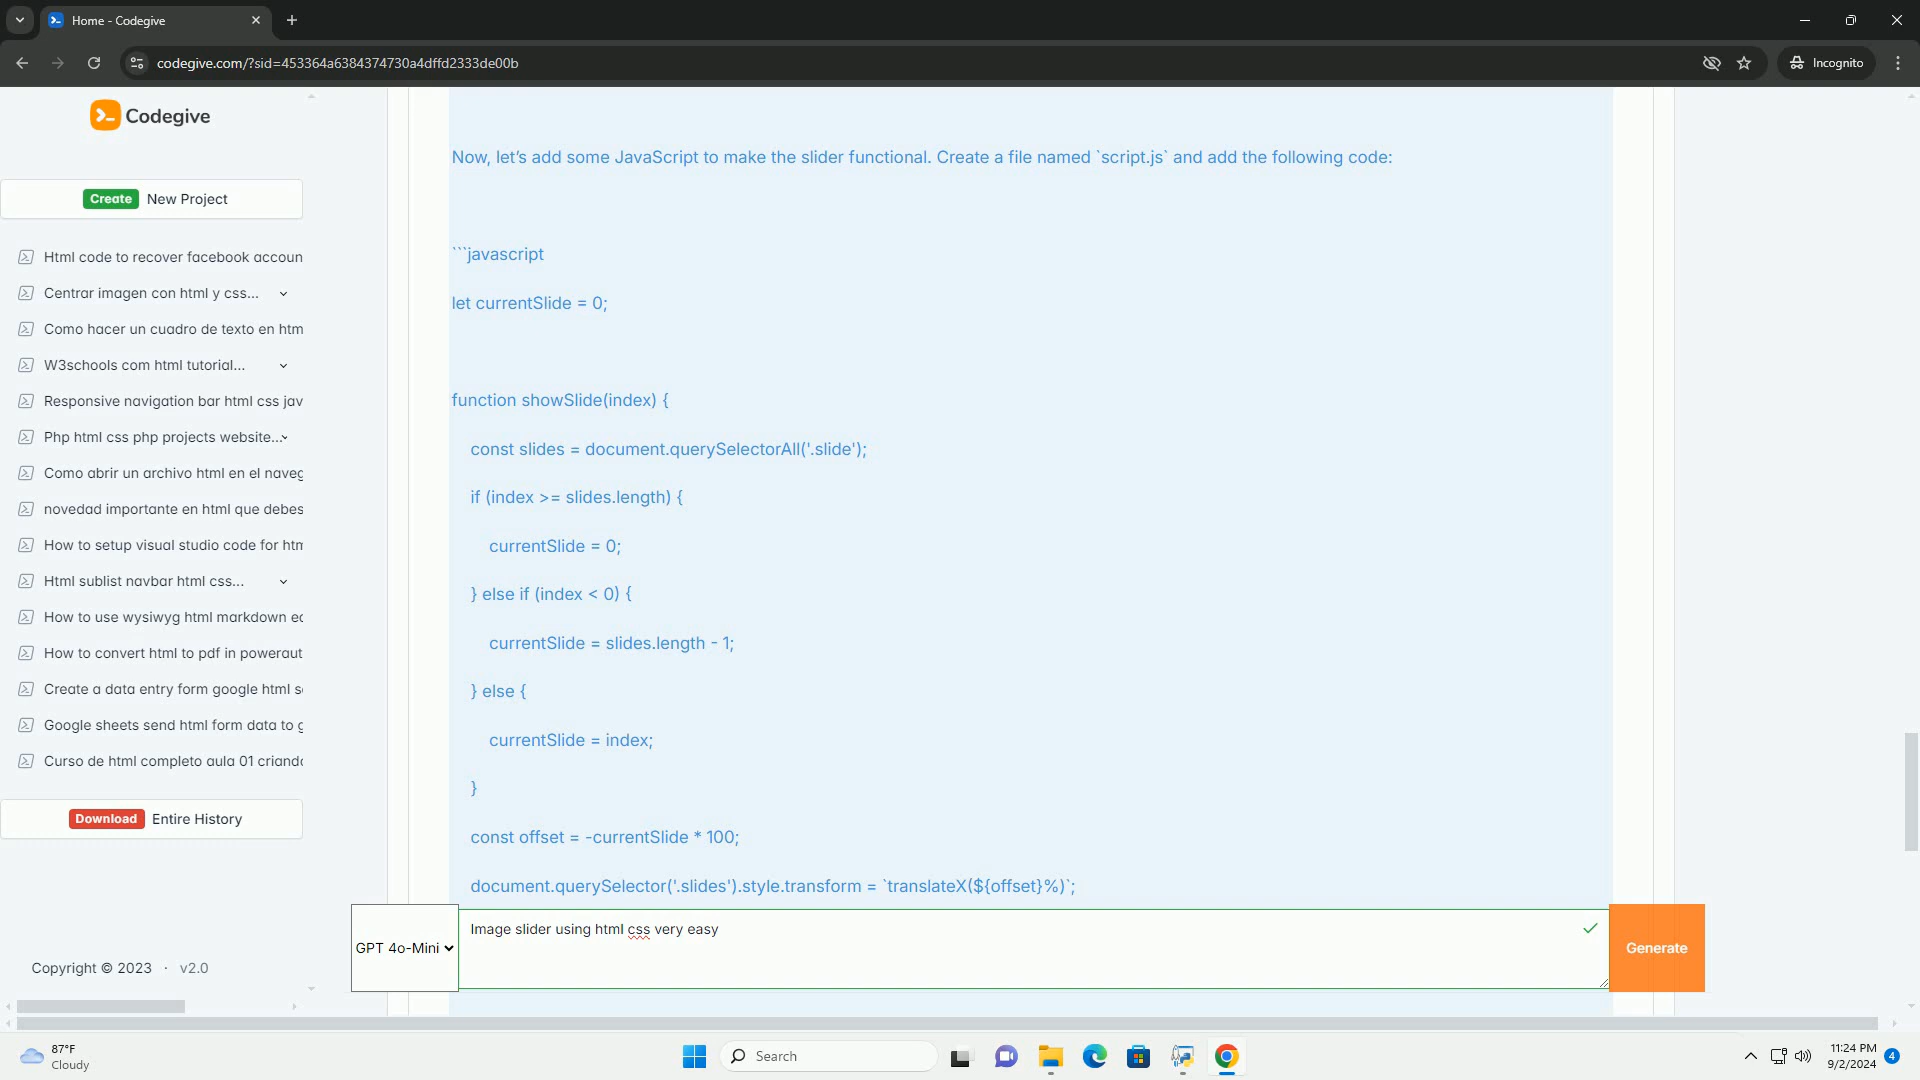 Home - Codegive
codegive.com/?sid=453364a6384374730a4dffd2333de00b
Incognito
Codegive
Create New Project
Html code to recover facebook accoun
Centrar imagen con html y css...
Como hacer un cuadro de texto en htm
W3schools com html tutorial...
Responsive navigation bar html css jav
Php html css php projects website...
Como abrir un archivo html en el naveg
novedad importante en html que debes
How to setup visual studio code for htm
Html sublist navbar html css...
How to use wysiwyg html markdown ed
How to convert html to pdf in poweraut
Create a data entry form google html s
Google sheets send html form data to g
Curso de html completo aula 01 criando
Download Entire History
Copyright © 2023 · v2.0
Now, let's add some JavaScript to make the slider functional. Create a file named `script.js` and add the following code:
```javascript
let currentSlide = 0;
function showSlide(index) {
const slides = document.querySelectorAll('.slide');
if (index >= slides.length) {
currentSlide = 0;
} else if (index < 0) {
currentSlide = slides.length - 1;
} else {
currentSlide = index;
}
const offset = -currentSlide * 100;
document.querySelector('.slides').style.transform = `translateX(${offset}%)`;
GPT 4o-Mini
Image slider using html css very easy
Generate
87°F
Cloudy
Search
11:24 PM
9/2/2024
4